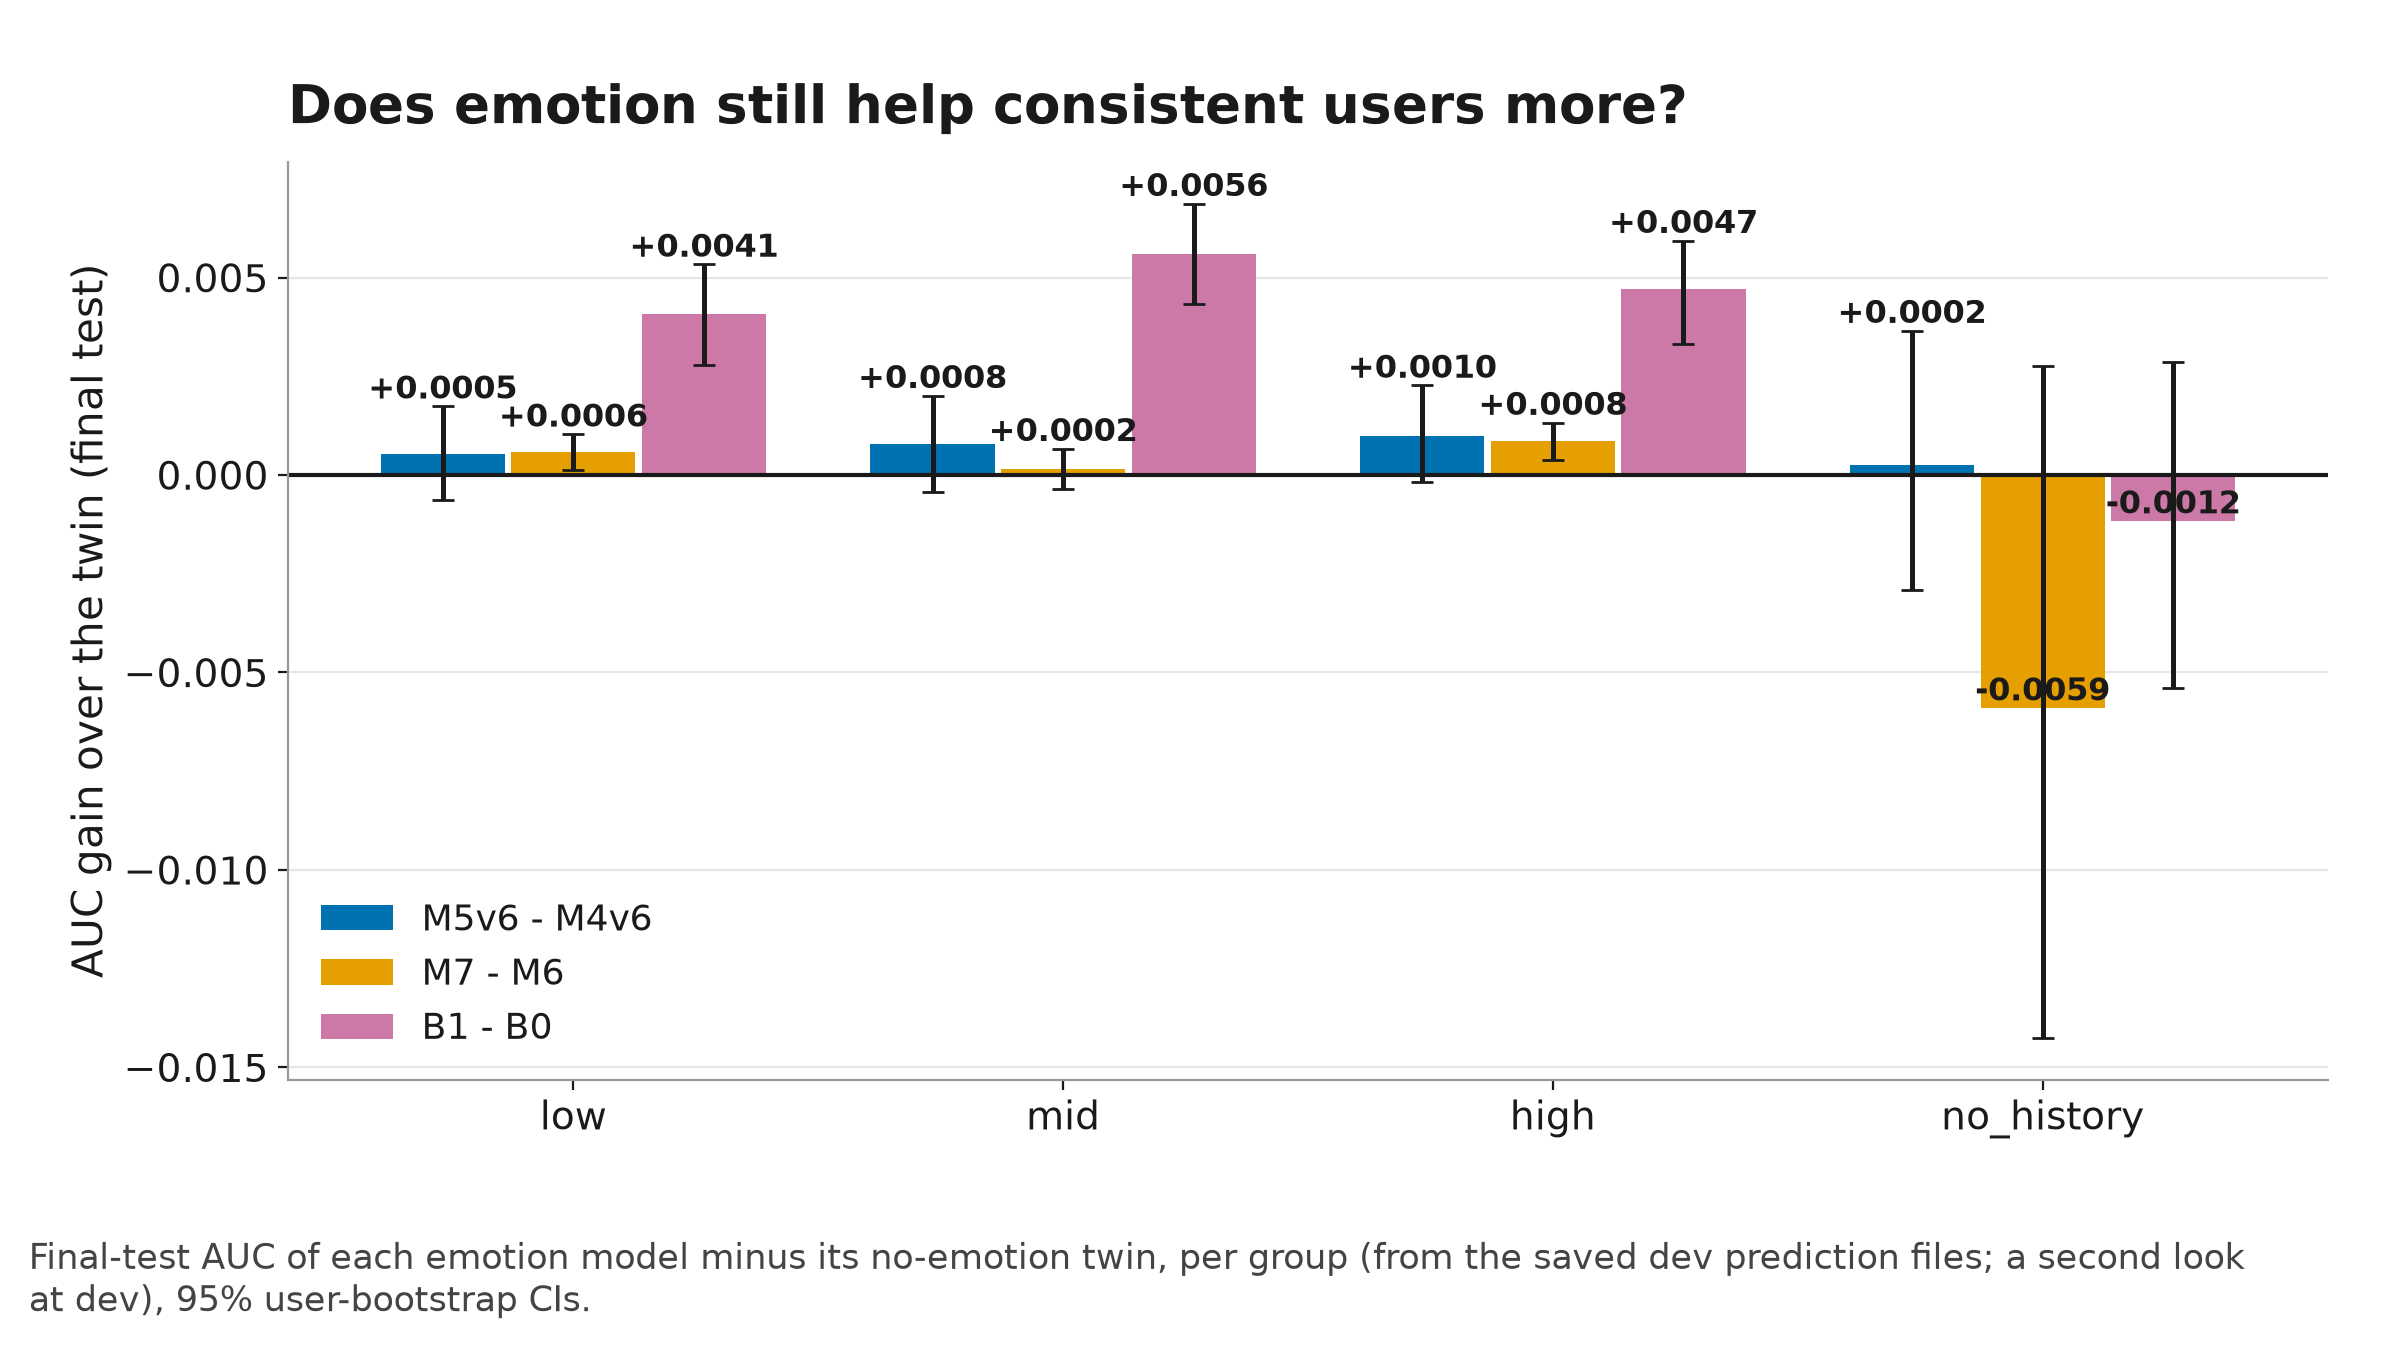 Does emotion still help consistent users more?
AUC gain over the twin (final test)
0.005
0.000
−0.005
−0.010
−0.015
+0.0005
+0.0006
+0.0041
+0.0008
+0.0002
+0.0056
+0.0010
+0.0008
+0.0047
+0.0002
-0.0059
-0.0012
M5v6 - M4v6
M7 - M6
B1 - B0
low
mid
high
no_history
Final-test AUC of each emotion model minus its no-emotion twin, per group (from the saved dev prediction files; a second look
at dev), 95% user-bootstrap CIs.